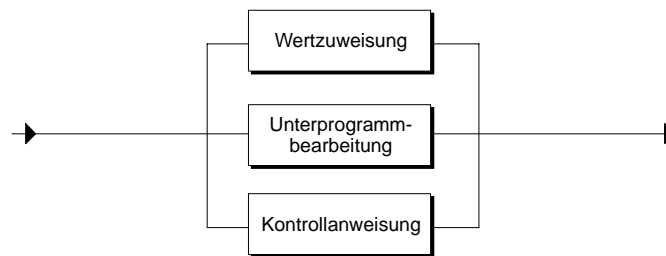 Wertzuweisung
Unterprogramm-
bearbeitung
Kontrollanweisung